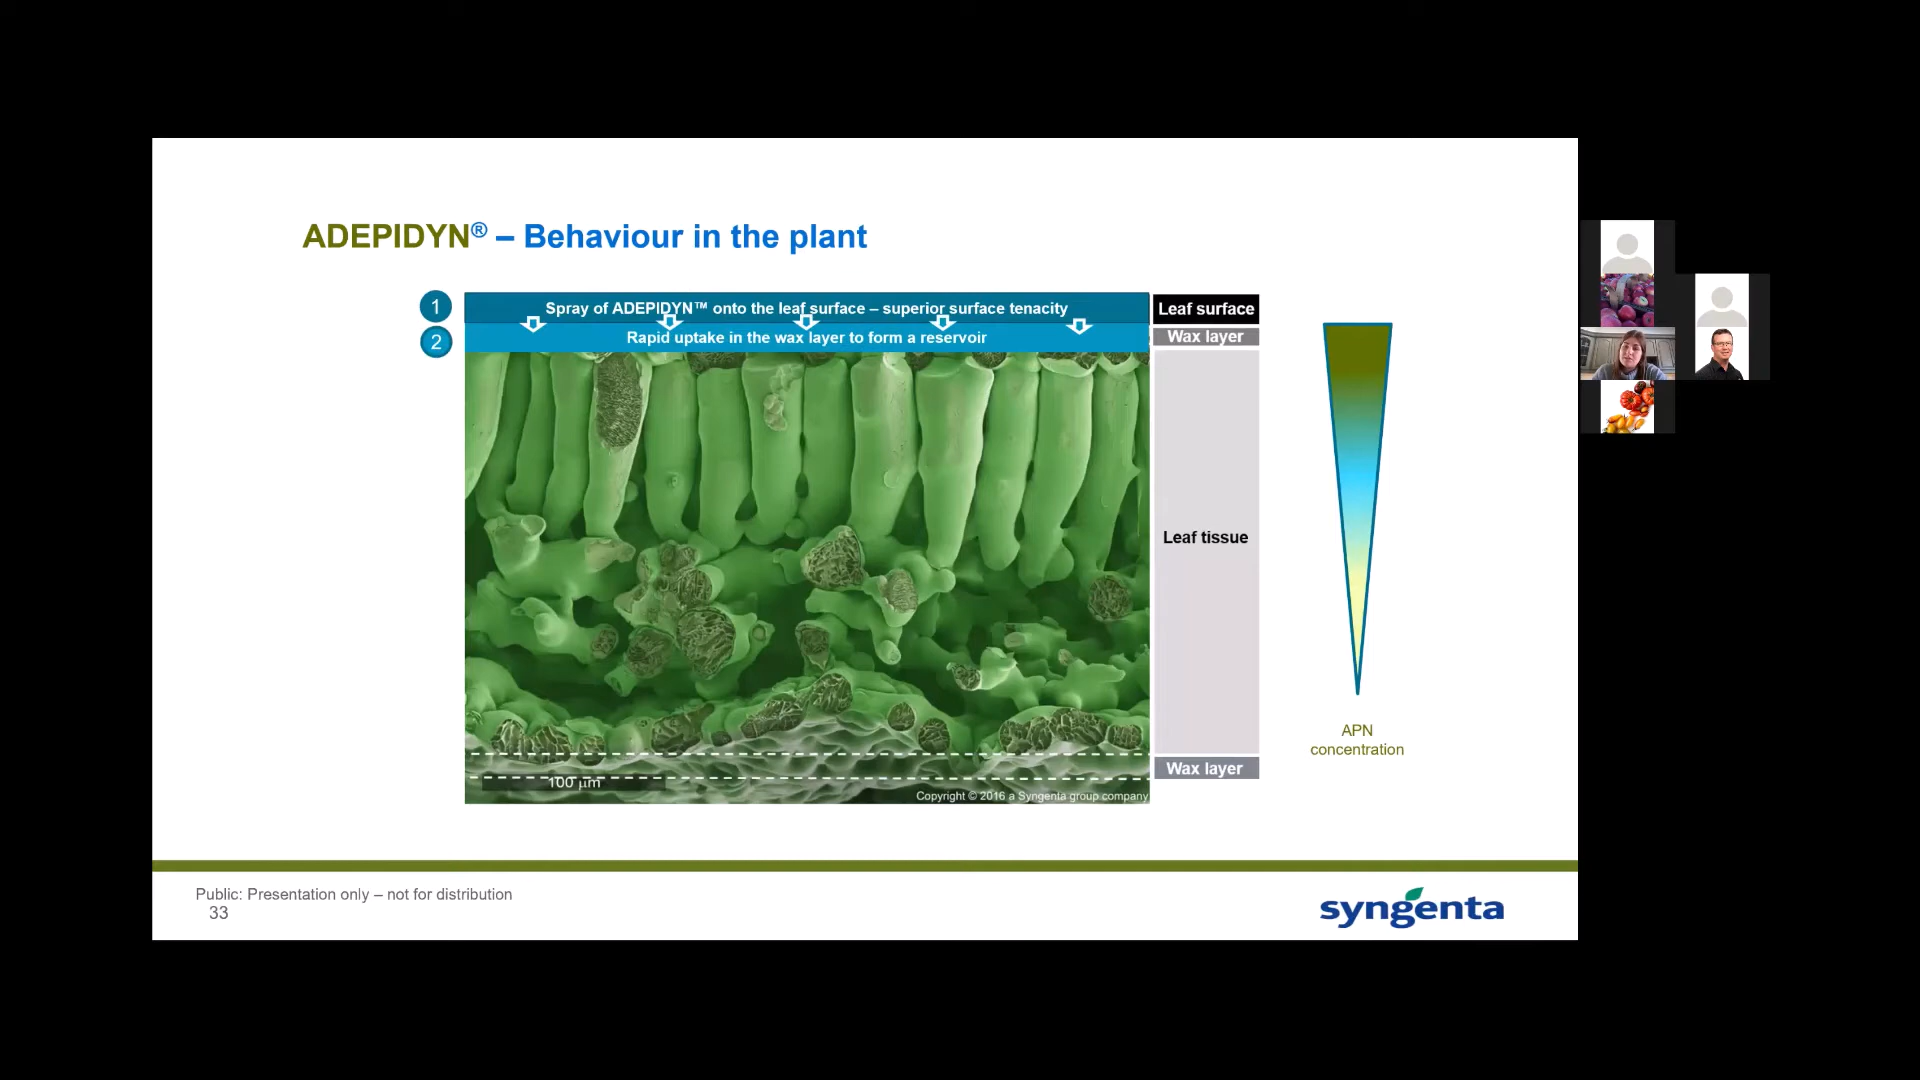 ADEPIDYN® – Behaviour in the plant
1
Spray of ADEPIDYN™ onto the leaf surface – superior surface tenacity
Leaf surface
2
Rapid uptake in the wax layer to form a reservoir
Wax layer
Leaf tissue
APN
concentration
Wax layer
100 µm
Copyright © 2016 a Syngenta group company
Public: Presentation only – not for distribution
33
syngenta